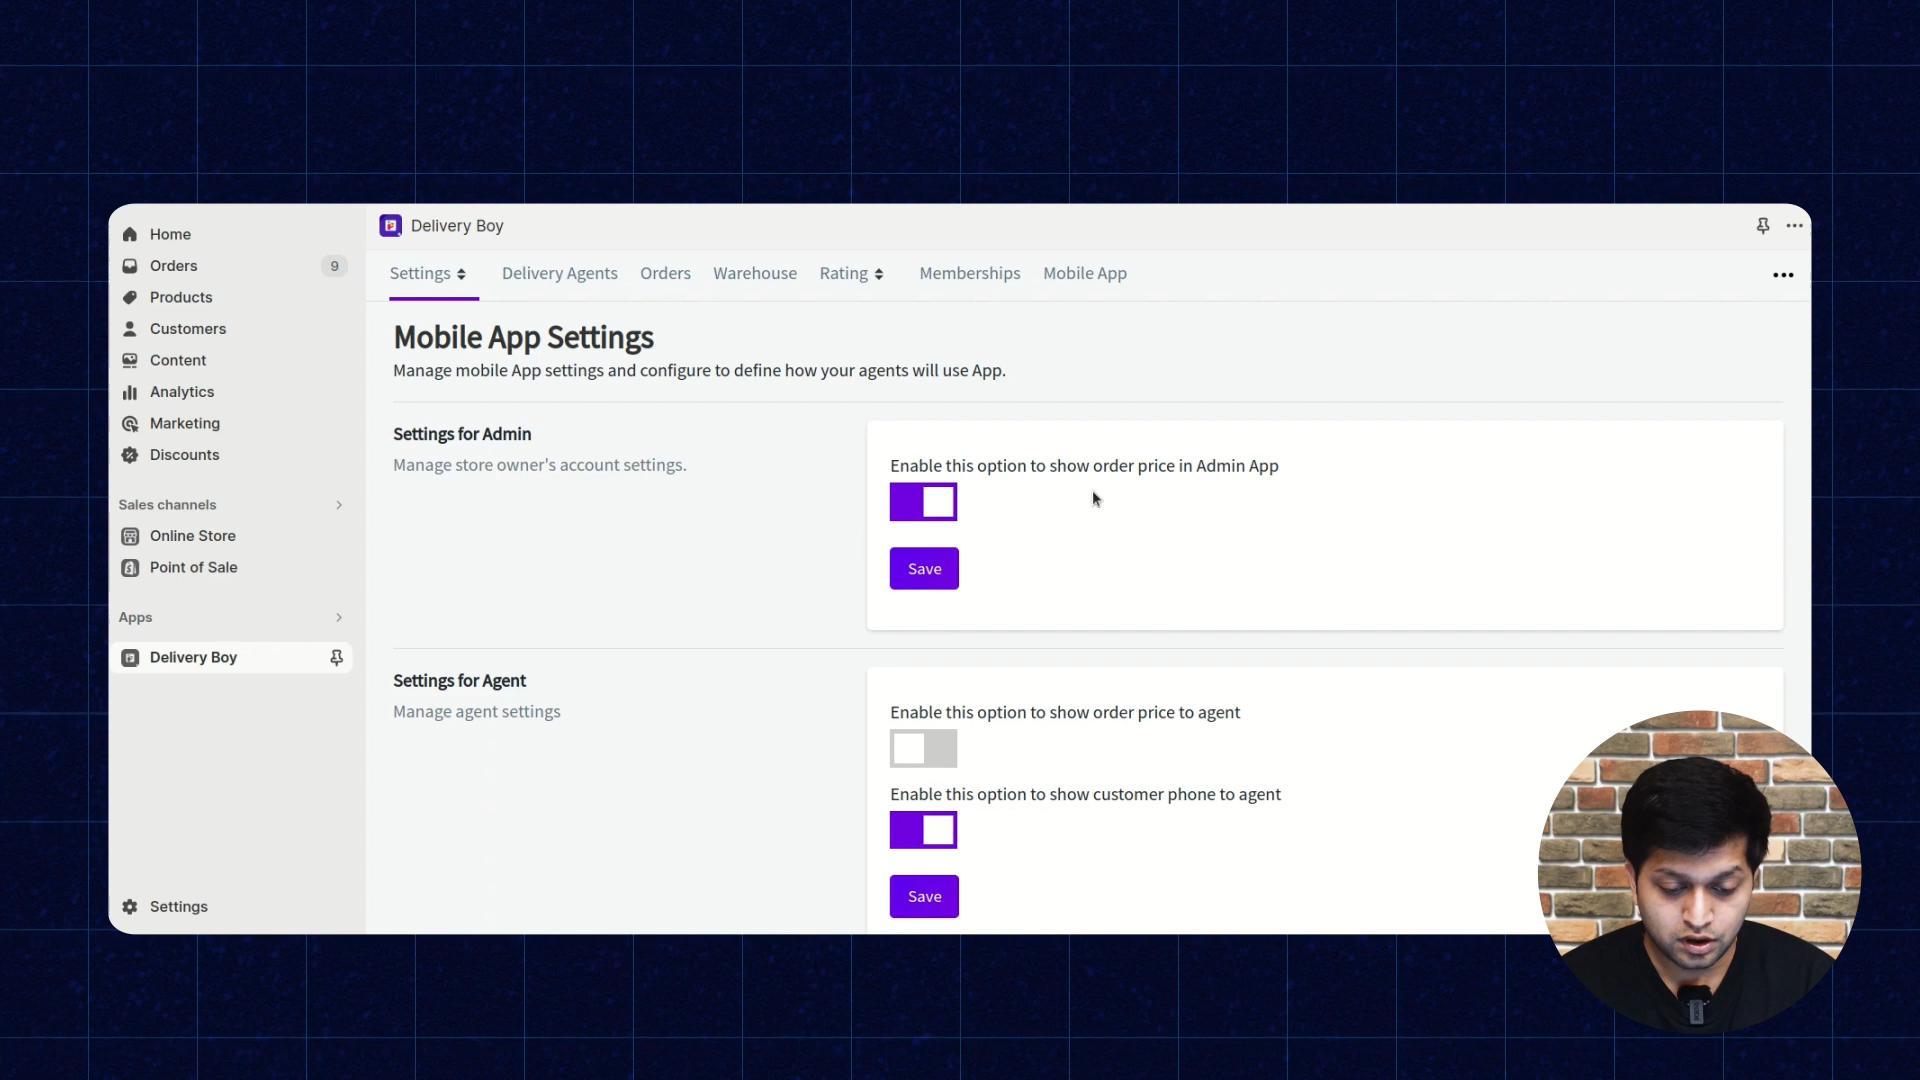 Home
Orders
9
Products
Customers
Content
Analytics
Marketing
Discounts
Sales channels
Online Store
Point of Sale
Apps
Delivery Boy
Settings
Delivery Boy
Settings Delivery Agents Orders Warehouse Rating Memberships Mobile App
Mobile App Settings
Manage mobile App settings and configure to define how your agents will use App.
Settings for Admin
Manage store owner's account settings.
Enable this option to show order price in Admin App
Save
Settings for Agent
Manage agent settings
Enable this option to show order price to agent
Enable this option to show customer phone to agent
Save